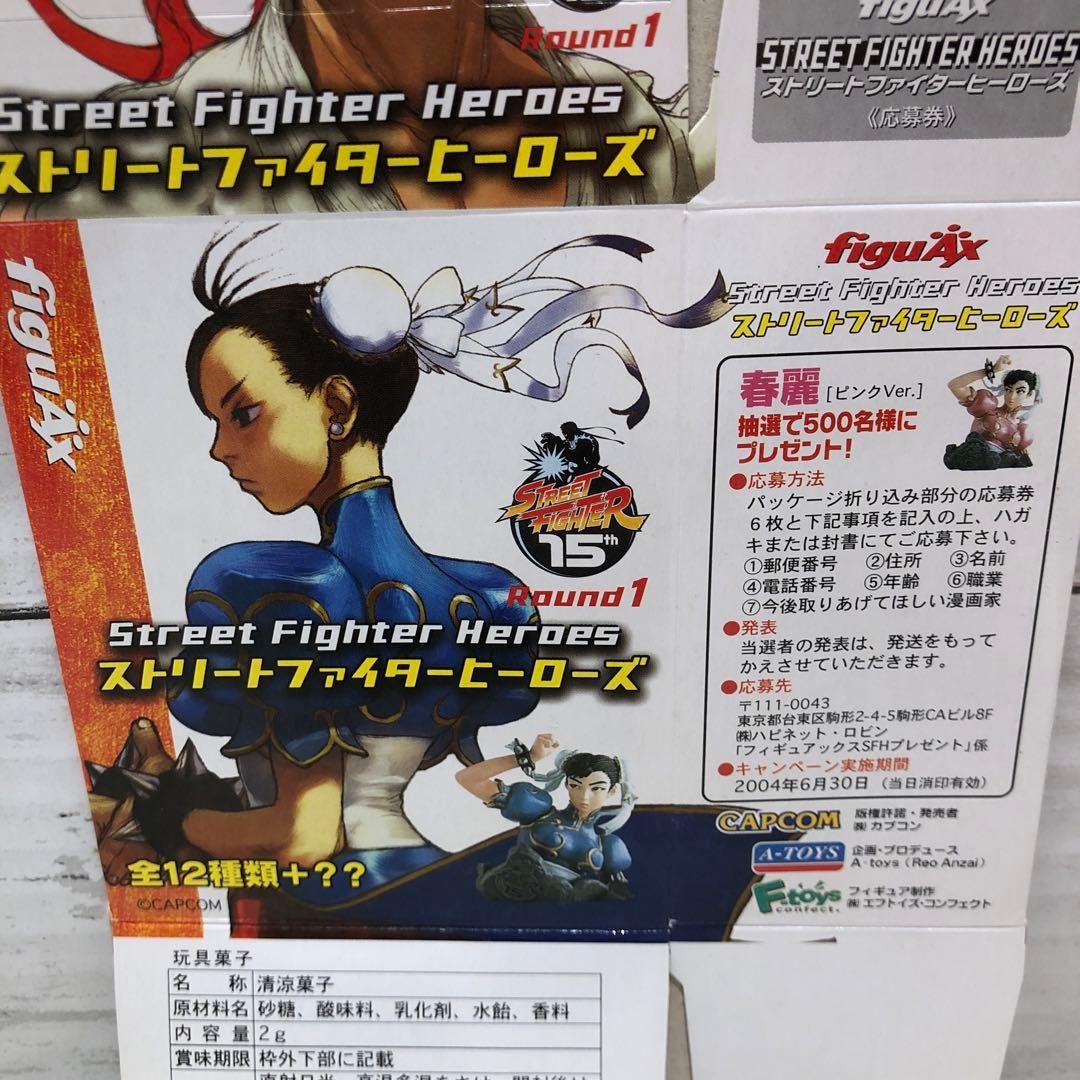 Round 1
Street Fighter Heroes
ストリートファイターヒーローズ
figuAX
STREET FIGHTER HEROES
ストリートファイターヒーローズ
《応募券》
figuAX
STREET FIGHTER
15th
Round 1
Street Fighter Heroes
ストリートファイターヒーローズ
全12種類+??
©CAPCOM
figuAX
Street Fighter Heroes
ストリートファイターヒーローズ
春麗[ピンクVer.]
抽選で500名様に
プレゼント!
●応募方法
パッケージ折り込み部分の応募券
6枚と下記事項を記入の上、ハガ
キまたは封書にてご応募下さい。
①郵便番号 ②住所 ③名前
④電話番号 ⑤年齢 ⑥職業
⑦今後取りあげてほしい漫画家
●発表
当選者の発表は、発送をもって
かえさせていただきます。
●応募先
〒111-0043
東京都台東区駒形2-4-5駒形CAビル8F
㈱ハピネット・ロビン
「フィギュアックスSFHプレゼント」係
●キャンペーン実施期間
2004年6月30日(当日消印有効)
CAPCOM 版権許諾・発売者
㈱カプコン
A-TOYS 企画・プロデュース
A-toys(Reo Anzai)
F-toys confect. フィギュア制作
㈱エフトイズ・コンフェクト
玩具菓子
名 称 清涼菓子
原材料名 砂糖、酸味料、乳化剤、水飴、香料
内容量 2g
賞味期限 枠外下部に記載